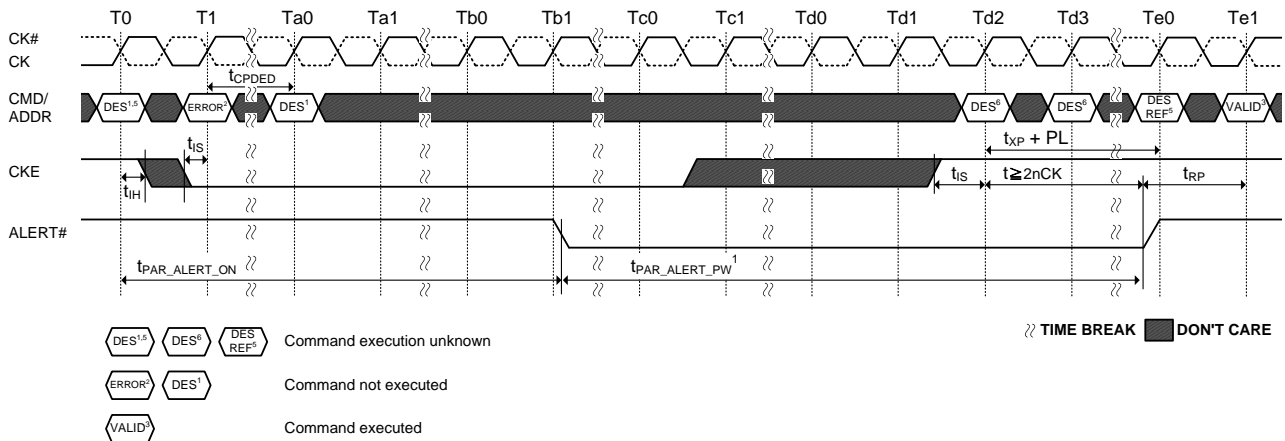 T0 T1 Ta0 Ta1 Tb0 Tb1 Tc0 Tc1 Td0 Td1 Td2 Td3 Te0 Te1
CK#
CK
tCPDED
CMD/
ADDR
DES1,5 ERROR2 DES1 DES6 DES6 DES
REF5 VALID3
tXP + PL
tIS
CKE
tIH
tIS t≧2nCK tRP
ALERT#
tPAR_ALERT_ON tPAR_ALERT_PW1
DES1,5 DES6 DES
REF5 Command execution unknown
TIME BREAK DON'T CARE
ERROR2 DES1 Command not executed
VALID3 Command executed